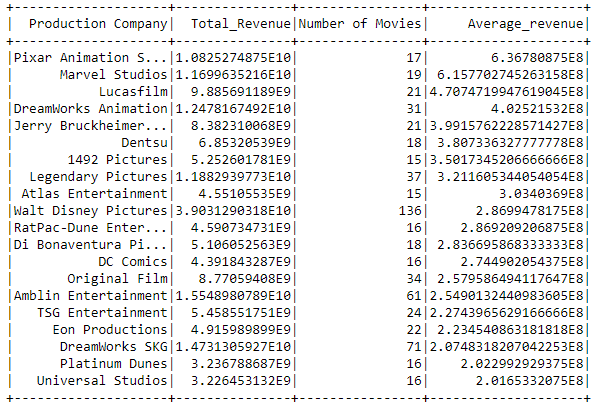 +--------------------+---------------+----------------+--------------------+
|  Production Company|  Total_Revenue|Number of Movies|     Average_revenue|
+--------------------+---------------+----------------+--------------------+
|Pixar Animation S...|1.0825274875E10|              17|       6.36780875E8|
|      Marvel Studios|1.1699635216E10|              19| 6.157702745263158E8|
|           Lucasfilm|  9.885691189E9|              21|4.7074719947619045E8|
|DreamWorks Animation|1.2478167492E10|              31|       4.02521532E8|
|Jerry Bruckheimer...|  8.382310068E9|              21|3.9915762228571427E8|
|              Dentsu|   6.85320539E9|              18| 3.807336327777778E8|
|       1492 Pictures|  5.252601781E9|              15|3.5017345206666666E8|
|  Legendary Pictures|1.1882939773E10|              37| 3.211605344054054E8|
| Atlas Entertainment|   4.55105535E9|              15|        3.0340369E8|
|Walt Disney Pictures|3.9031290318E10|             136|     2.8699478175E8|
|RatPac-Dune Enter...|  4.590734731E9|              16|   2.869209206875E8|
|Di Bonaventura Pi...|  5.106052563E9|              18| 2.836695868333333E8|
|           DC Comics|  4.391843287E9|              16|   2.744902054375E8|
|       Original Film|   8.77059408E9|              34| 2.579586494117647E8|
|Amblin Entertainment|1.5548980789E10|              61|2.5490132440983605E8|
|   TSG Entertainment|  5.458551751E9|              24|2.2743965629166666E8|
|     Eon Productions|  4.915989899E9|              22| 2.234540863181818E8|
|      DreamWorks SKG|1.4731305927E10|              71|2.0748318207042253E8|
|      Platinum Dunes|  3.236788687E9|              16|   2.022992929375E8|
|   Universal Studios|  3.226453132E9|              16|     2.0165332075E8|
+--------------------+---------------+----------------+--------------------+